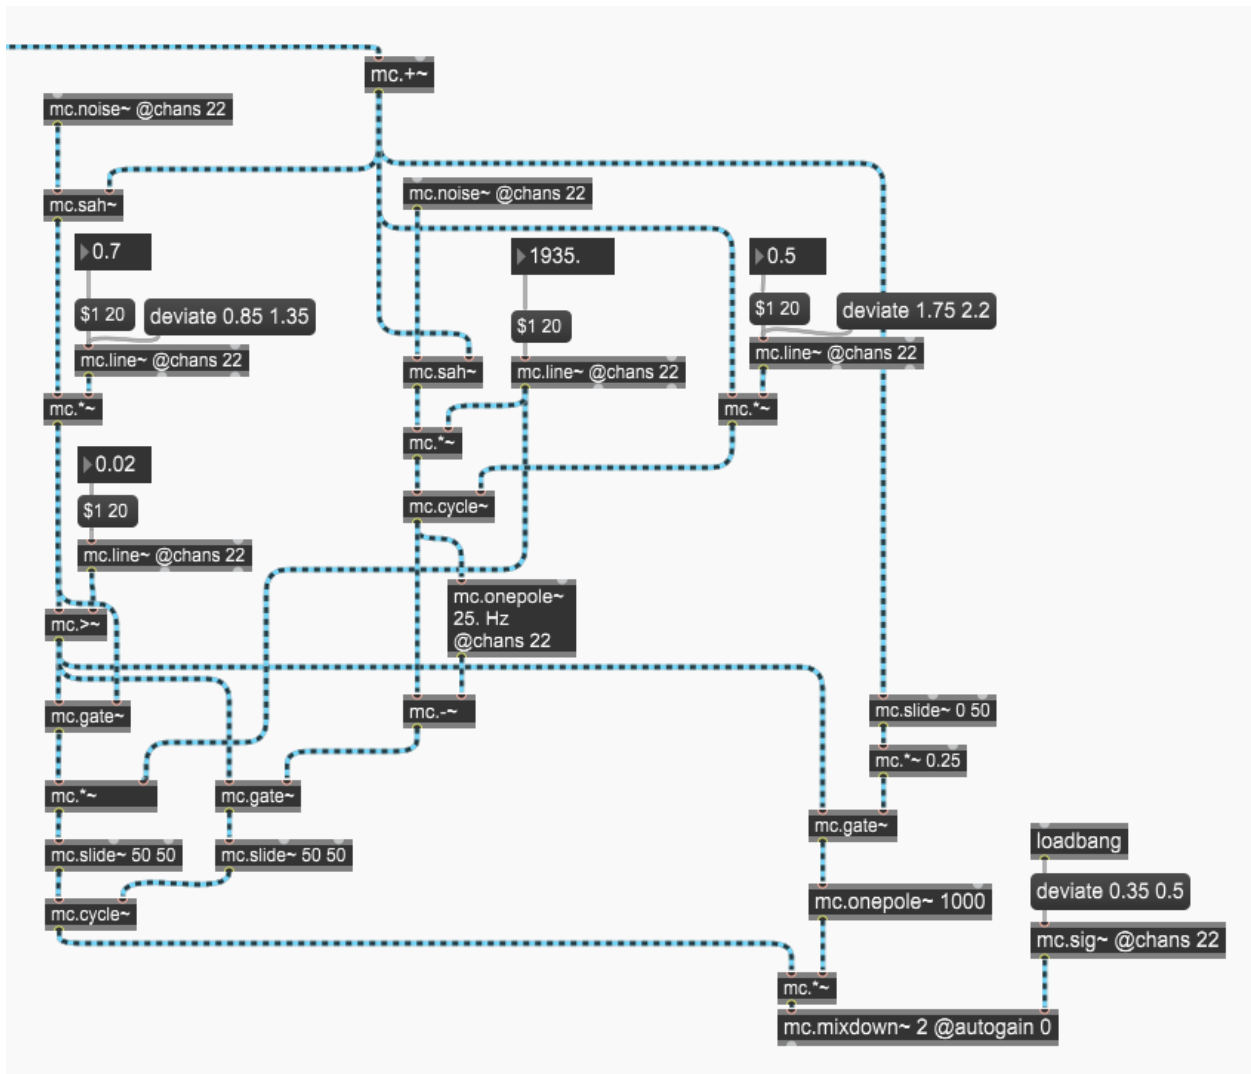 mc.+~
mc.noise~ @chans 22
mc.noise~ @chans 22
mc.sah~
0.7
1935.
0.5
$1 20
deviate 0.85 1.35
$1 20
$1 20
deviate 1.75 2.2
mc.line~ @chans 22
mc.sah~
mc.line~ @chans 22
mc.line~ @chans 22
mc.*~
mc.*~
mc.*~
0.02
$1 20
mc.cycle~
mc.line~ @chans 22
mc.onepole~
25. Hz
@chans 22
mc.>~
mc.gate~
mc.-~
mc.slide~ 0 50
mc.*~ 0.25
mc.*~
mc.gate~
mc.gate~
loadbang
mc.slide~ 50 50
mc.slide~ 50 50
deviate 0.35 0.5
mc.cycle~
mc.onepole~ 1000
mc.sig~ @chans 22
mc.*~
mc.mixdown~ 2 @autogain 0